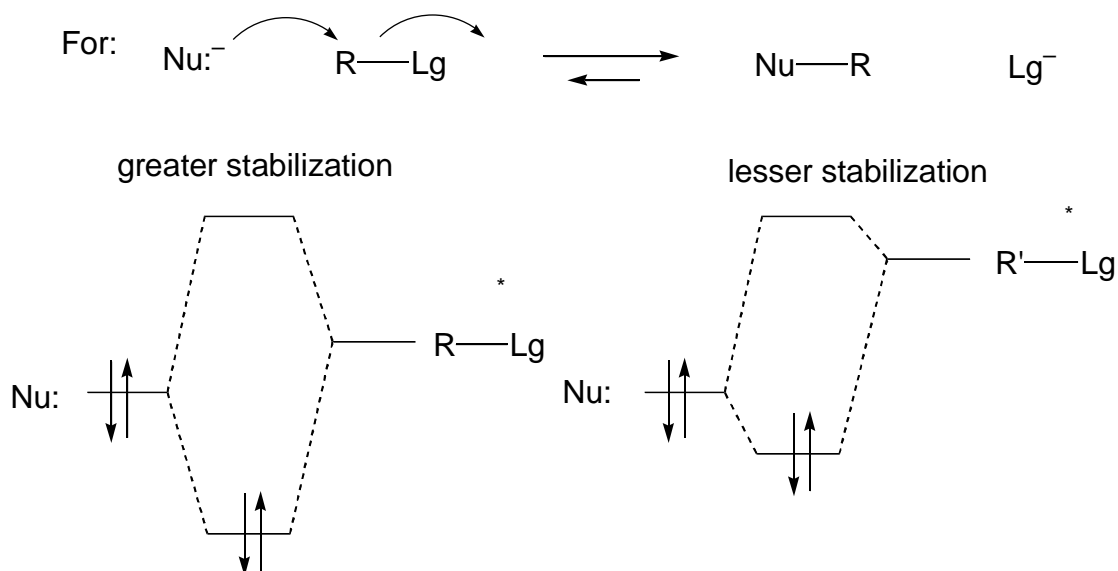 For: Nu:⁻ R—Lg Nu—R Lg⁻
greater stabilization lesser stabilization
*
R'—Lg
*
R—Lg
Nu: Nu: